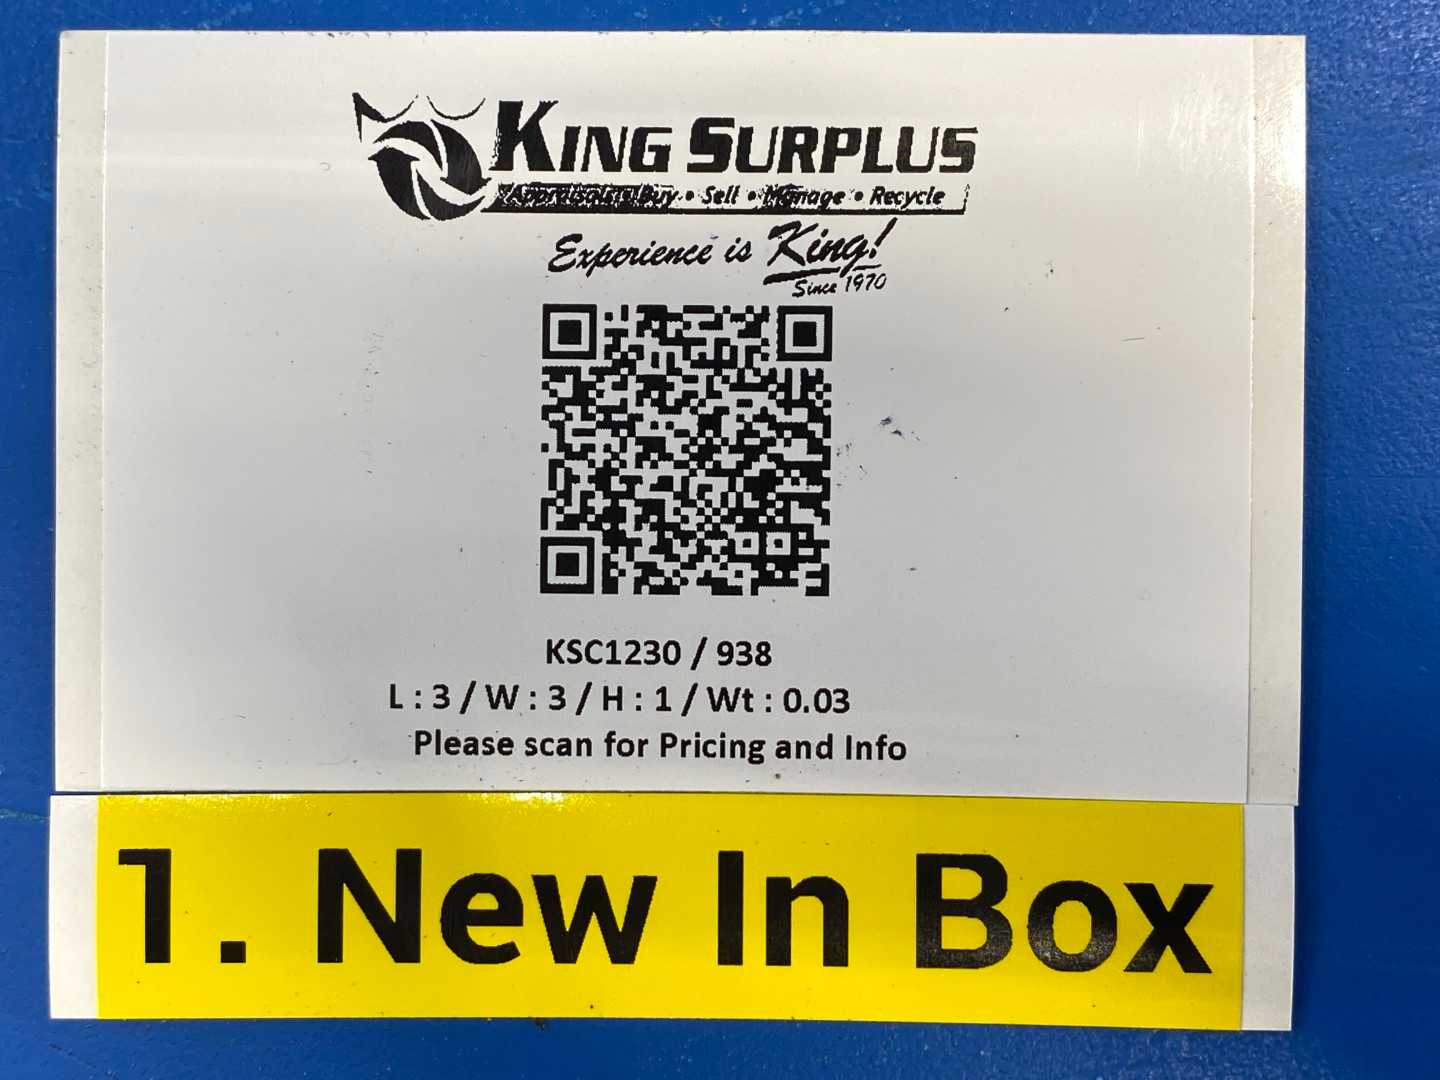 KING SURPLUS
Appraisals • Buy • Sell • Manage • Recycle
Experience is King!
Since 1970
KSC1230 / 938
L : 3 / W : 3 / H : 1 / Wt : 0.03
Please scan for Pricing and Info
1. New In Box